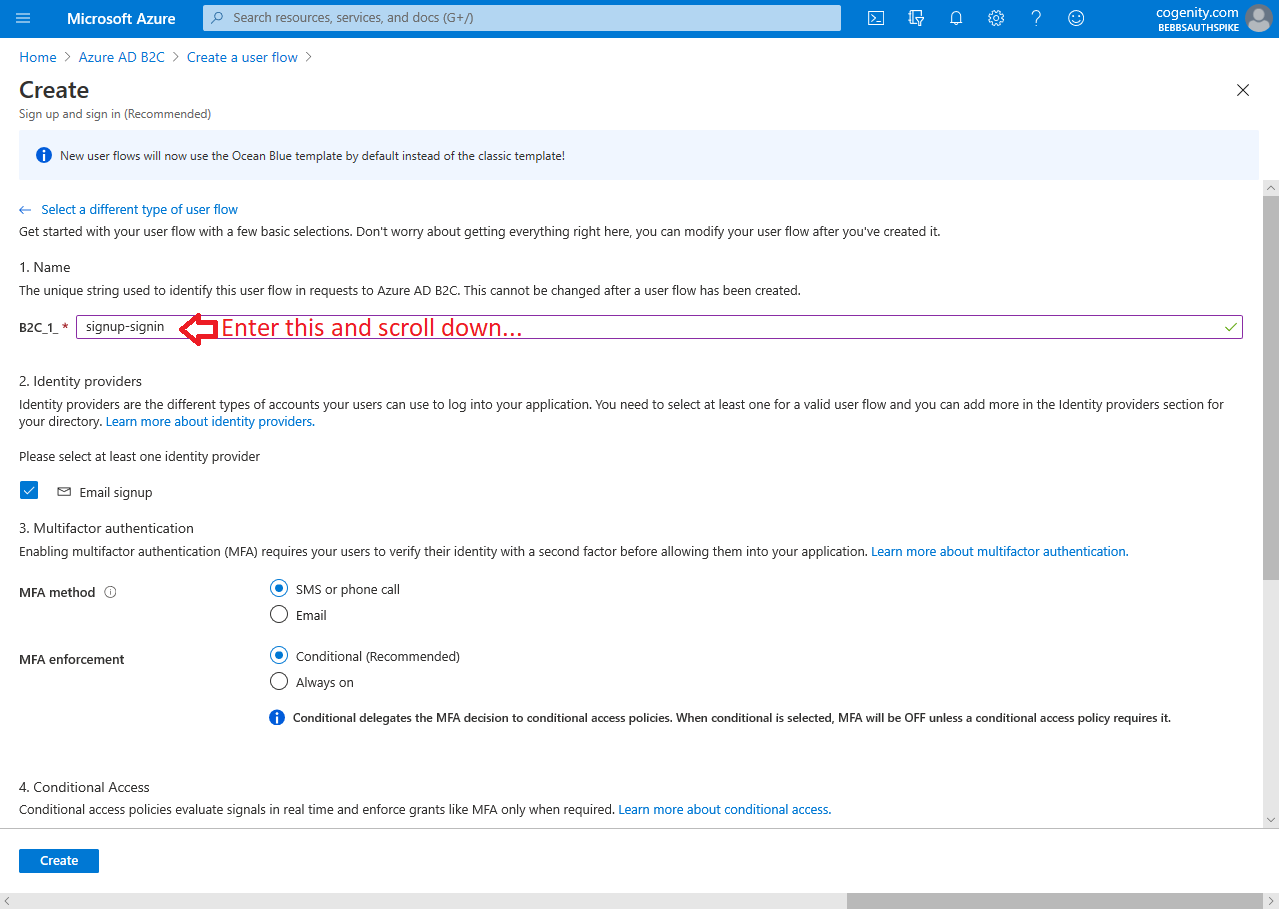 Microsoft Azure
Search resources, services, and docs (G+/)
cogenity.com
BEBBSAUTHSPIKE
Home > Azure AD B2C > Create a user flow >
Create
Sign up and sign in (Recommended)
New user flows will now use the Ocean Blue template by default instead of the classic template!
← Select a different type of user flow
Get started with your user flow with a few basic selections. Don't worry about getting everything right here, you can modify your user flow after you've created it.
1. Name
The unique string used to identify this user flow in requests to Azure AD B2C. This cannot be changed after a user flow has been created.
B2C_1_ * signup-signin Enter this and scroll down...
2. Identity providers
Identity providers are the different types of accounts your users can use to log into your application. You need to select at least one for a valid user flow and you can add more in the Identity providers section for
your directory. Learn more about identity providers.
Please select at least one identity provider
Email signup
3. Multifactor authentication
Enabling multifactor authentication (MFA) requires your users to verify their identity with a second factor before allowing them into your application. Learn more about multifactor authentication.
MFA method
SMS or phone call
Email
MFA enforcement
Conditional (Recommended)
Always on
Conditional delegates the MFA decision to conditional access policies. When conditional is selected, MFA will be OFF unless a conditional access policy requires it.
4. Conditional Access
Conditional access policies evaluate signals in real time and enforce grants like MFA only when required. Learn more about conditional access.
Create